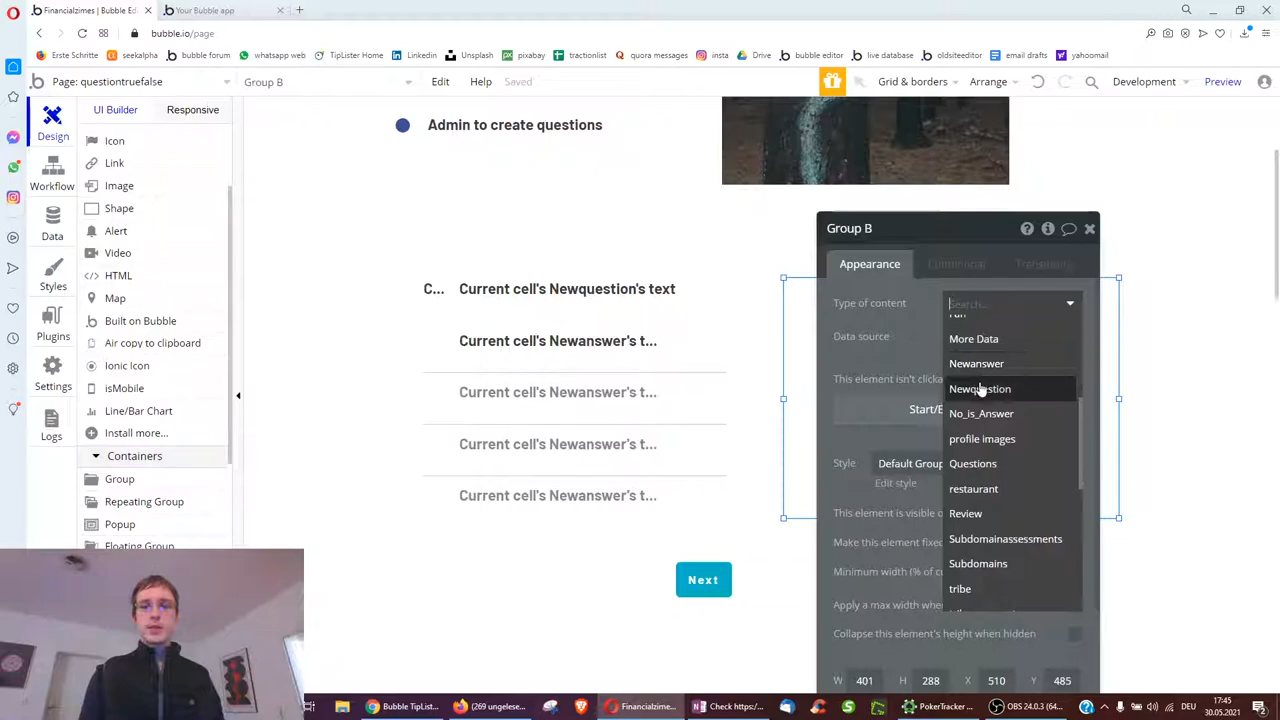 Financialzimes | Bubble Ed
Your Bubble app
bubble.io/page
Erste Schritte
seekalpha
bubble forum
whatsapp web
TipLister Home
Linkedin
Unsplash
pixabay
tractionlist
quora messages
insta
Drive
bubble editor
live database
oldsiteeditor
email drafts
yahoomail
Page: questiontruefalse
Group B
Edit
Help
Saved
Grid & borders
Arrange
Development
Preview
UI Builder
Responsive
Design
Workflow
Data
Styles
Plugins
Settings
Logs
Icon
Link
Image
Shape
Alert
Video
HTML
Map
Built on Bubble
Air copy to clipboard
Ionic Icon
isMobile
Line/Bar Chart
Install more...
Containers
Group
Repeating Group
Popup
Floating Group
Admin to create questions
C... Current cell's Newquestion's text
Current cell's Newanswer's t...
Current cell's Newanswer's t...
Current cell's Newanswer's t...
Current cell's Newanswer's t...
Next
Group B
Appearance
Conditional
Type of content
Search...
Data source
This element isn't clicka
Start/E
Style
Default Group
Edit style
This element is visible o
Make this element fixed
Minimum width (% of cu
Apply a max width when
Collapse this element's height when hidden
W 401 H 288 X 510 Y 485
More Data
Newanswer
Newquestion
No_is_Answer
profile images
Questions
restaurant
Review
Subdomainassessments
Subdomains
tribe
Bubble TipList
(269 ungelese
Financialzimes
Check https:/
PokerTracker
OBS 24.0.3 (64
DEU
17:45
30.05.2021